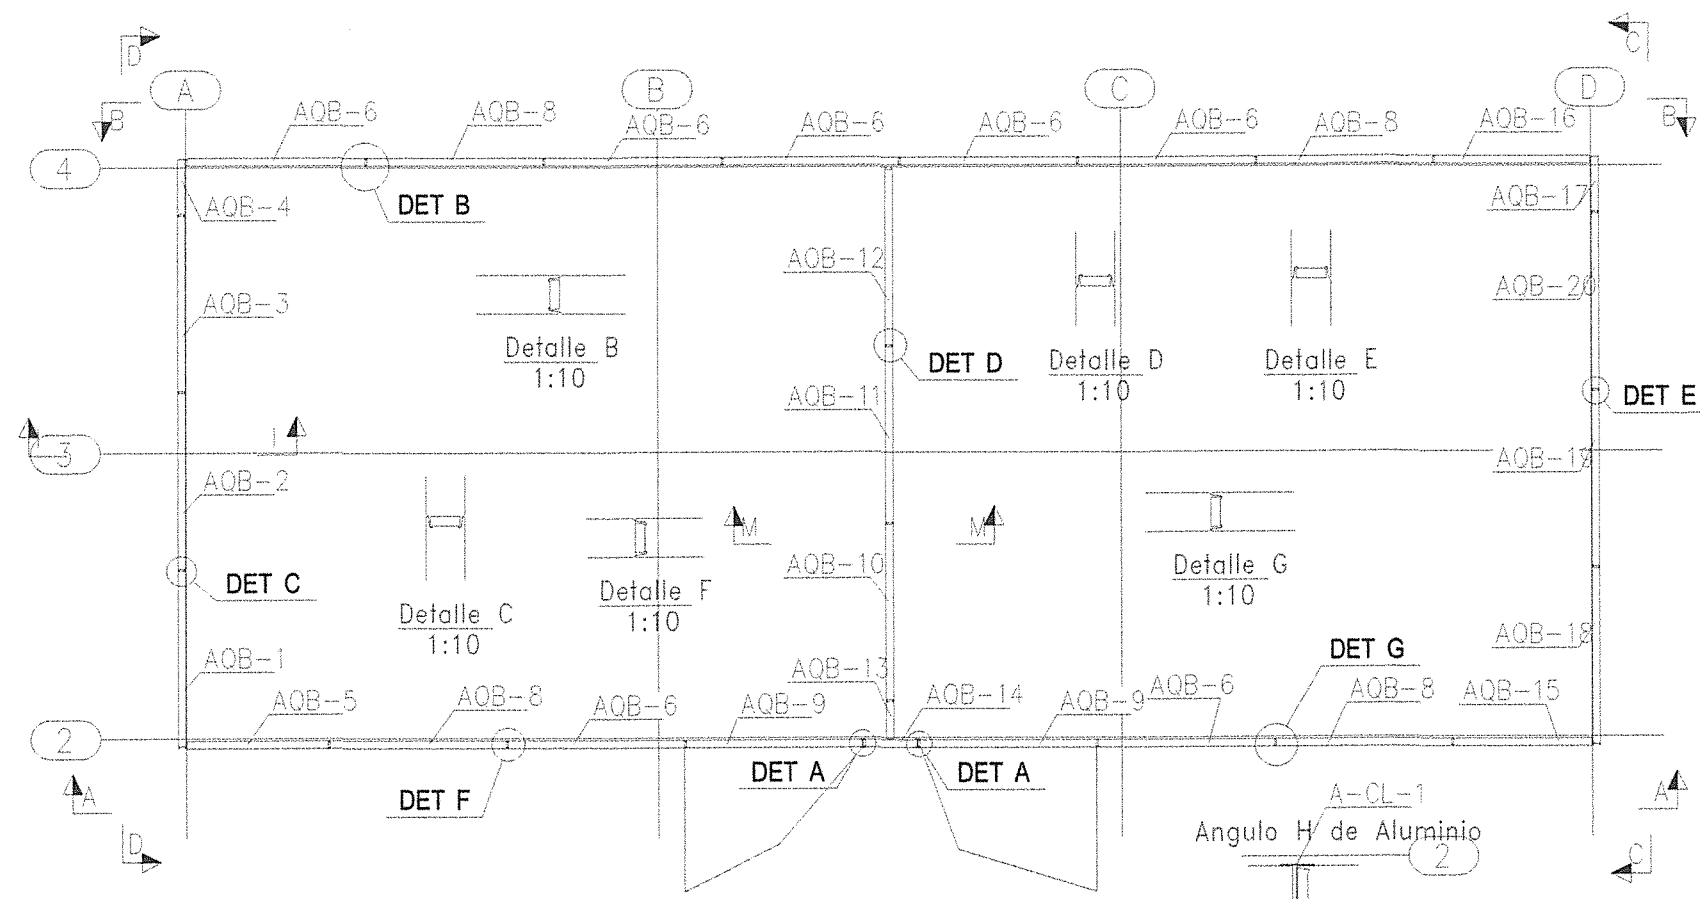 D
C
A
B
C
D
B
B
AQB-6
AQB-8
AQB-6
AQB-6
AQB-6
AQB-6
AQB-8
AQB-16
4
AQB-4
DET B
AQB-17
AQB-3
AQB-12
AQB-20
Detalle B
1:10
DET D
Detalle D
1:10
Detalle E
1:10
DET E
AQB-11
3
AQB-19
AQB-2
M
M
AQB-10
Detalle G
1:10
DET C
Detalle F
1:10
Detalle C
1:10
AQB-18
AQB-1
AQB-13
DET G
AQB-5
AQB-8
AQB-6
AQB-9
AQB-14
AQB-9
AQB-6
AQB-8
AQB-15
2
DET A
DET A
DET F
A
A
A-CL-1
Angulo H de Aluminio
2
D
C